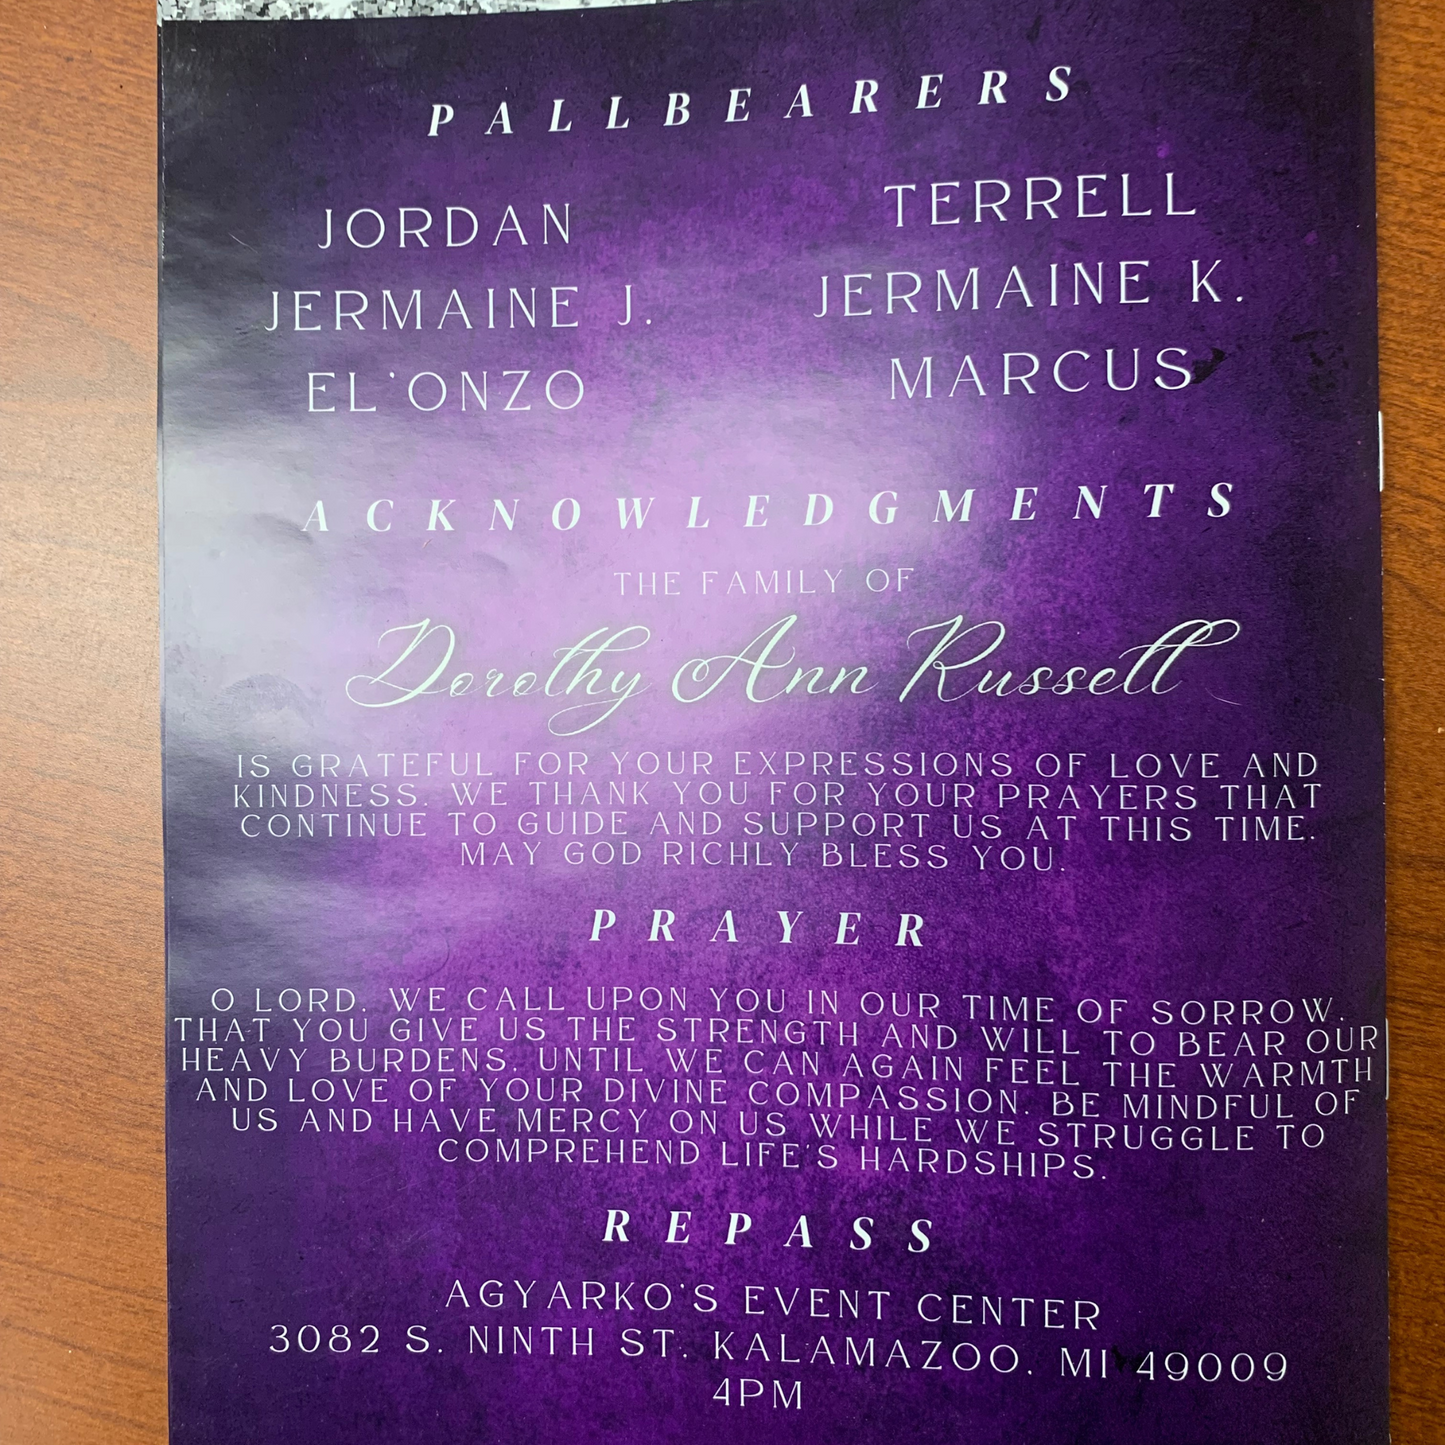 PALLBEARERS
JORDAN TERRELL
JERMAINE J. JERMAINE K.
EL'ONZO MARCUS
ACKNOWLEDGMENTS
THE FAMILY OF
Dorothy Ann Russell
IS GRATEFUL FOR YOUR EXPRESSIONS OF LOVE AND
KINDNESS. WE THANK YOU FOR YOUR PRAYERS THAT
CONTINUE TO GUIDE AND SUPPORT US AT THIS TIME.
MAY GOD RICHLY BLESS YOU.
PRAYER
O LORD, WE CALL UPON YOU IN OUR TIME OF SORROW,
THAT YOU GIVE US THE STRENGTH AND WILL TO BEAR OUR
HEAVY BURDENS, UNTIL WE CAN AGAIN FEEL THE WARMTH
AND LOVE OF YOUR DIVINE COMPASSION. BE MINDFUL OF
US AND HAVE MERCY ON US WHILE WE STRUGGLE TO
COMPREHEND LIFE'S HARDSHIPS.
REPASS
AGYARKO'S EVENT CENTER
3082 S. NINTH ST, KALAMAZOO, MI 49009
4PM